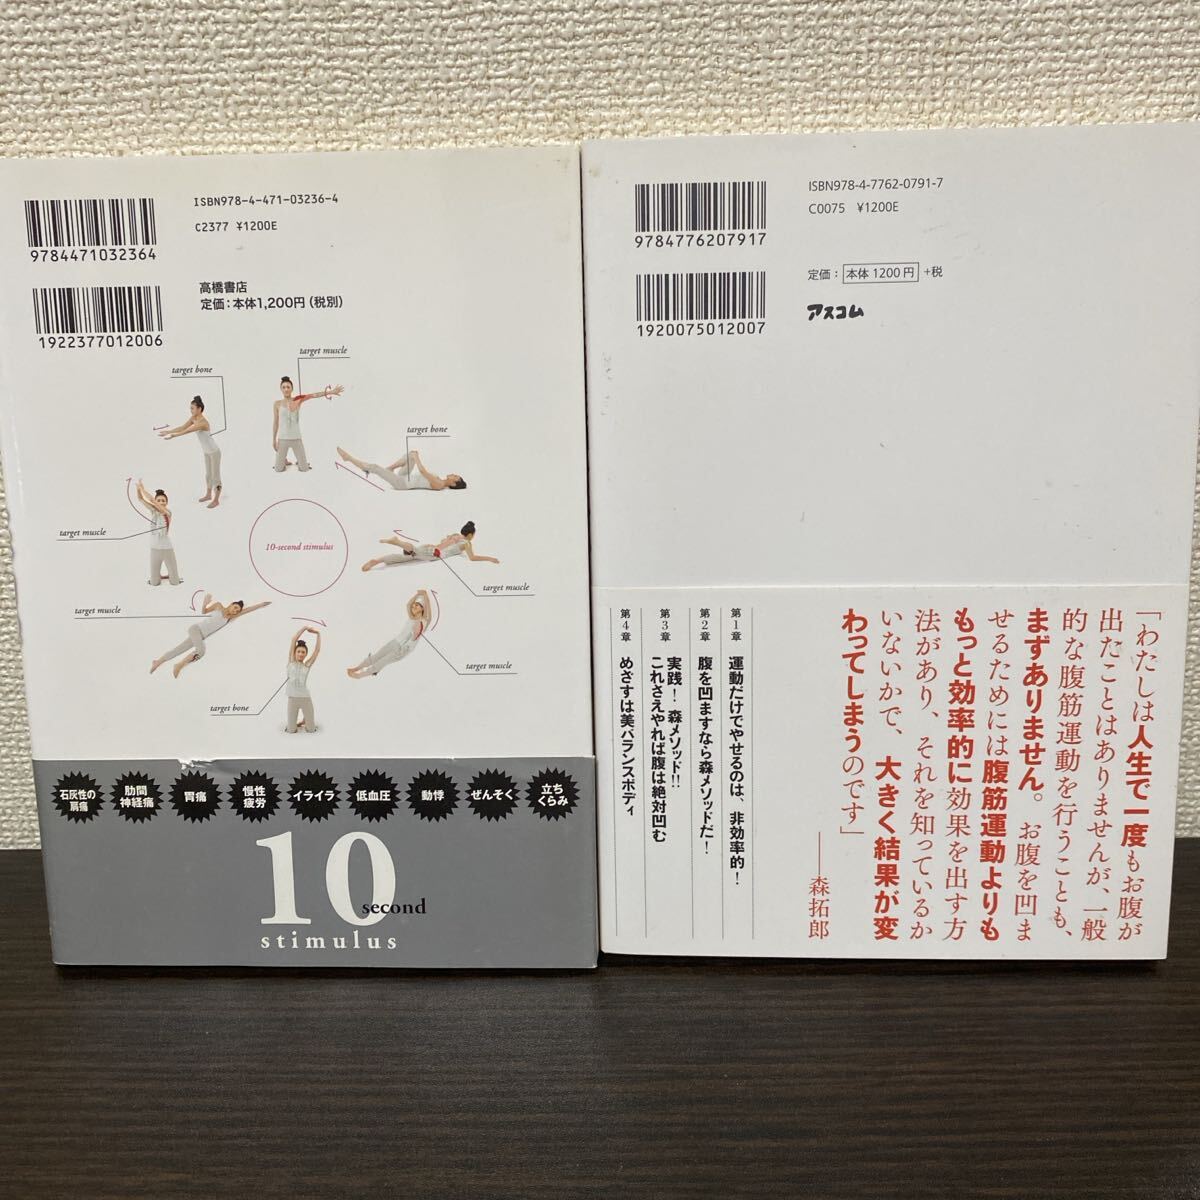 ISBN978-4-471-03236-4
C2377 ¥1200E
9784471032364
高橋書店
定価：本体1,200円（税別）
1922377012006
target muscle
target bone
target bone
target muscle
10-second stimulus
target muscle
target muscle
target muscle
target bone
石灰性の
肩痛
肋間
神経痛
胃痛
慢性
疲労
イライラ
低血圧
動悸
ぜんそく
立ち
くらみ
10
second
stimulus
ISBN978-4-7762-0791-7
C0075 ¥1200E
9784776207917
定価：本体1200円+税
アスコム
1920075012007
「わたしは人生で一度もお腹が
出たことはありませんが、一般
的な腹筋運動を行うことも、
まずありません。お腹を凹ま
せるためには腹筋運動よりも
もっと効率的に効果を出す方
法があり、それを知っているか
いないかで、大きく結果が変
わってしまうのです」
――森拓郎
第1章 運動だけでやせるのは、非効率的！
第2章 腹を凹ますなら森メソッドだ！
第3章 実践！森メソッド!!
これさえやれば腹は絶対凹む
第4章 めざすは美バランスボディ